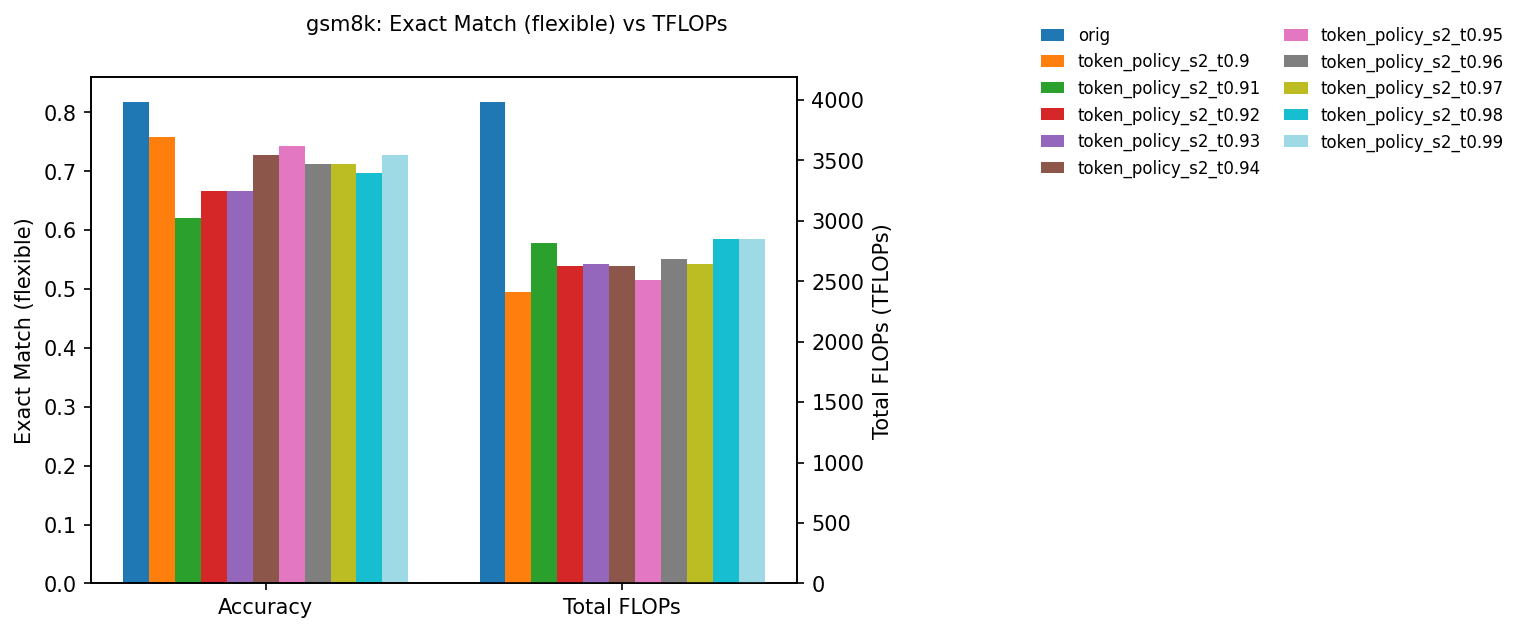 gsm8k: Exact Match (flexible) vs TFLOPs
orig
token_policy_s2_t0.9
token_policy_s2_t0.91
token_policy_s2_t0.92
token_policy_s2_t0.93
token_policy_s2_t0.94
token_policy_s2_t0.95
token_policy_s2_t0.96
token_policy_s2_t0.97
token_policy_s2_t0.98
token_policy_s2_t0.99
Exact Match (flexible)
0.8
0.7
0.6
0.5
0.4
0.3
0.2
0.1
0.0
4000
3500
3000
2500
2000
1500
1000
500
0
Total FLOPs (TFLOPs)
Accuracy
Total FLOPs